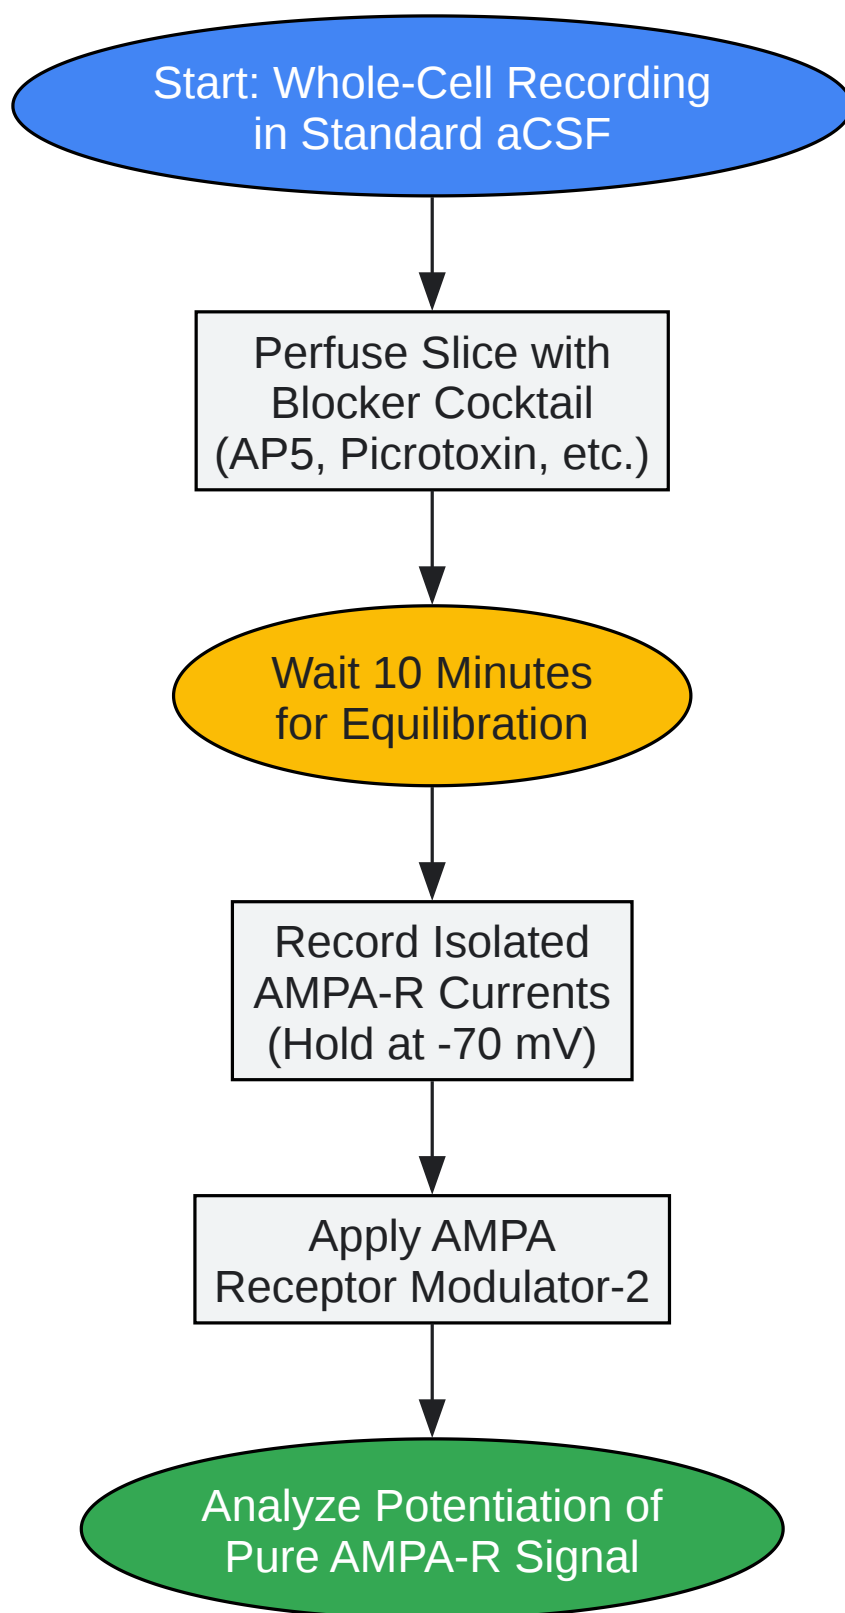 Start: Whole-Cell Recording
in Standard aCSF
Perfuse Slice with
Blocker Cocktail
(AP5, Picrotoxin, etc.)
Wait 10 Minutes
for Equilibration
Record Isolated
AMPA-R Currents
(Hold at -70 mV)
Apply AMPA
Receptor Modulator-2
Analyze Potentiation of
Pure AMPA-R Signal